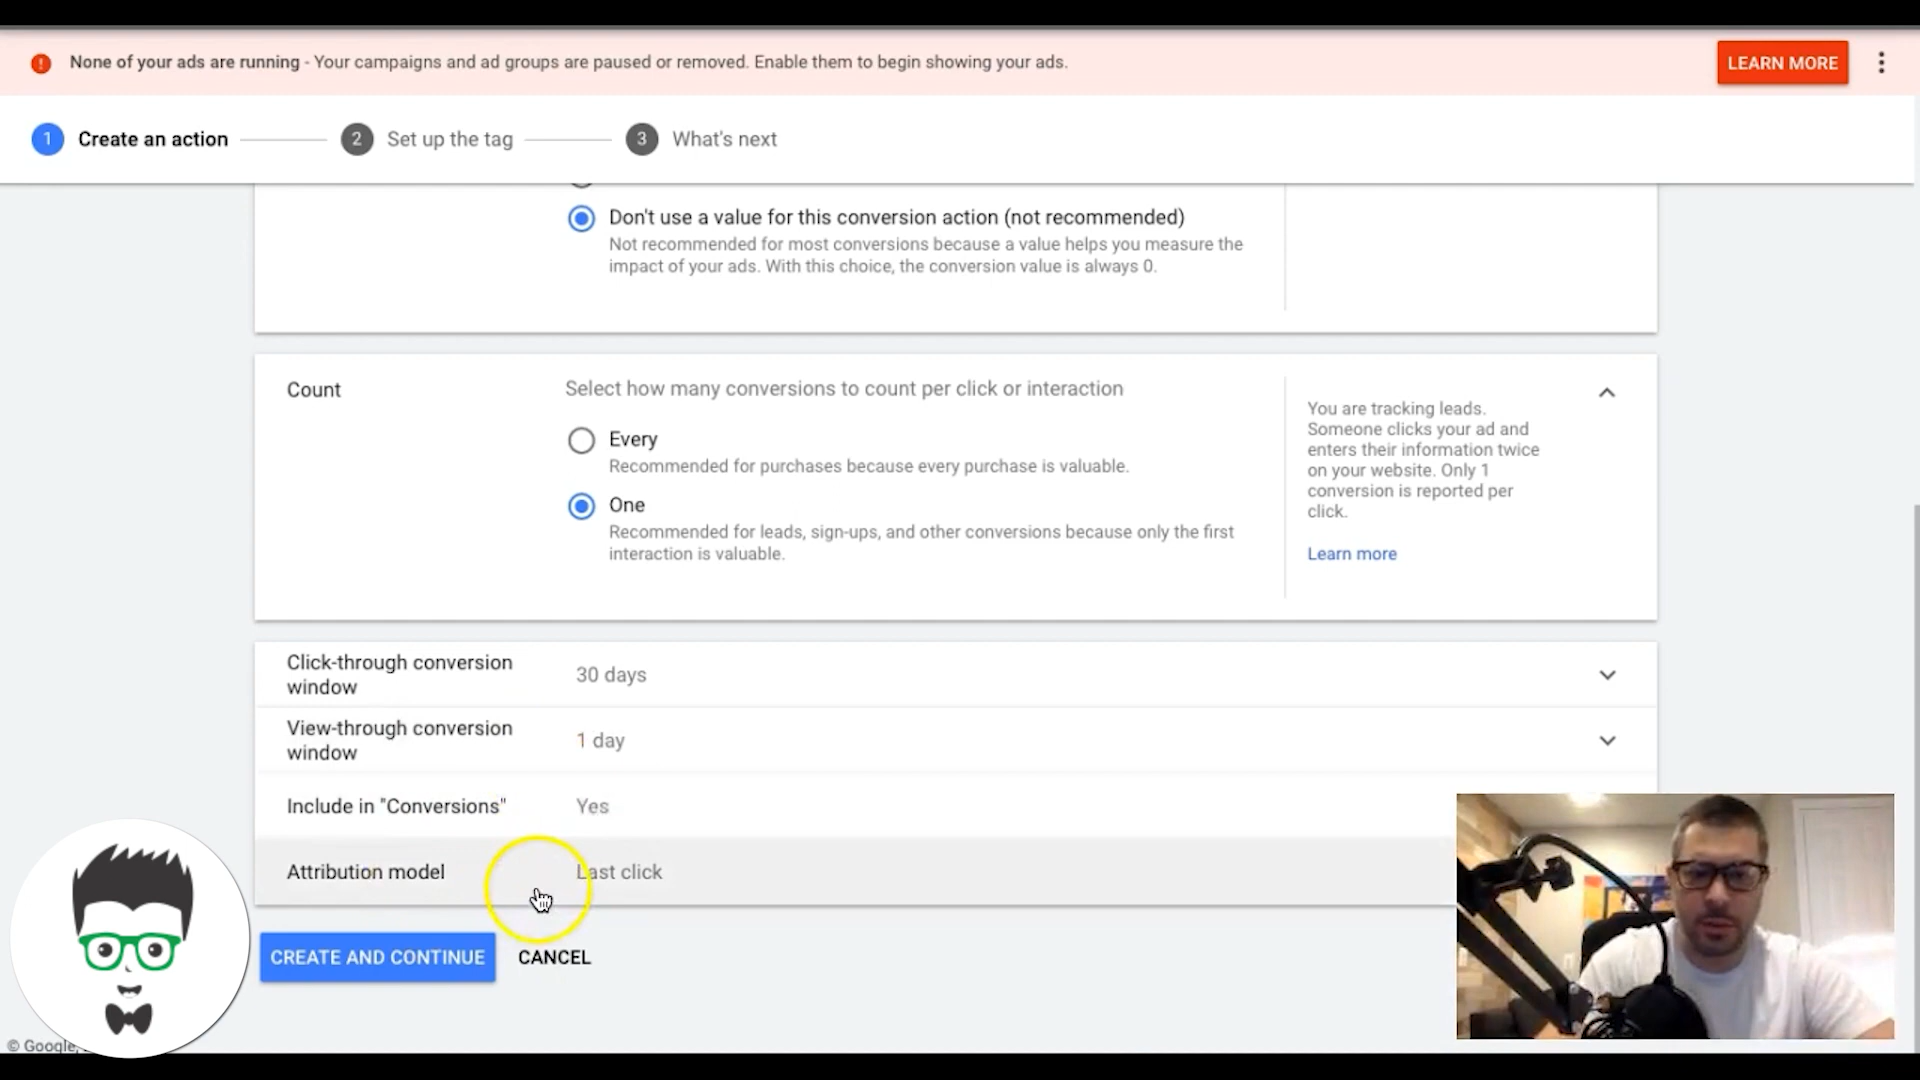 None of your ads are running - Your campaigns and ad groups are paused or removed. Enable them to begin showing your ads.
LEARN MORE
1 Create an action
2 Set up the tag
3 What's next
Don't use a value for this conversion action (not recommended)
Not recommended for most conversions because a value helps you measure the
impact of your ads. With this choice, the conversion value is always 0.
Count
Select how many conversions to count per click or interaction
Every
Recommended for purchases because every purchase is valuable.
One
Recommended for leads, sign-ups, and other conversions because only the first
interaction is valuable.
You are tracking leads.
Someone clicks your ad and
enters their information twice
on your website. Only 1
conversion is reported per
click.
Learn more
Click-through conversion
window
30 days
View-through conversion
window
1 day
Include in "Conversions"
Yes
Attribution model
Last click
CREATE AND CONTINUE
CANCEL
© Google,